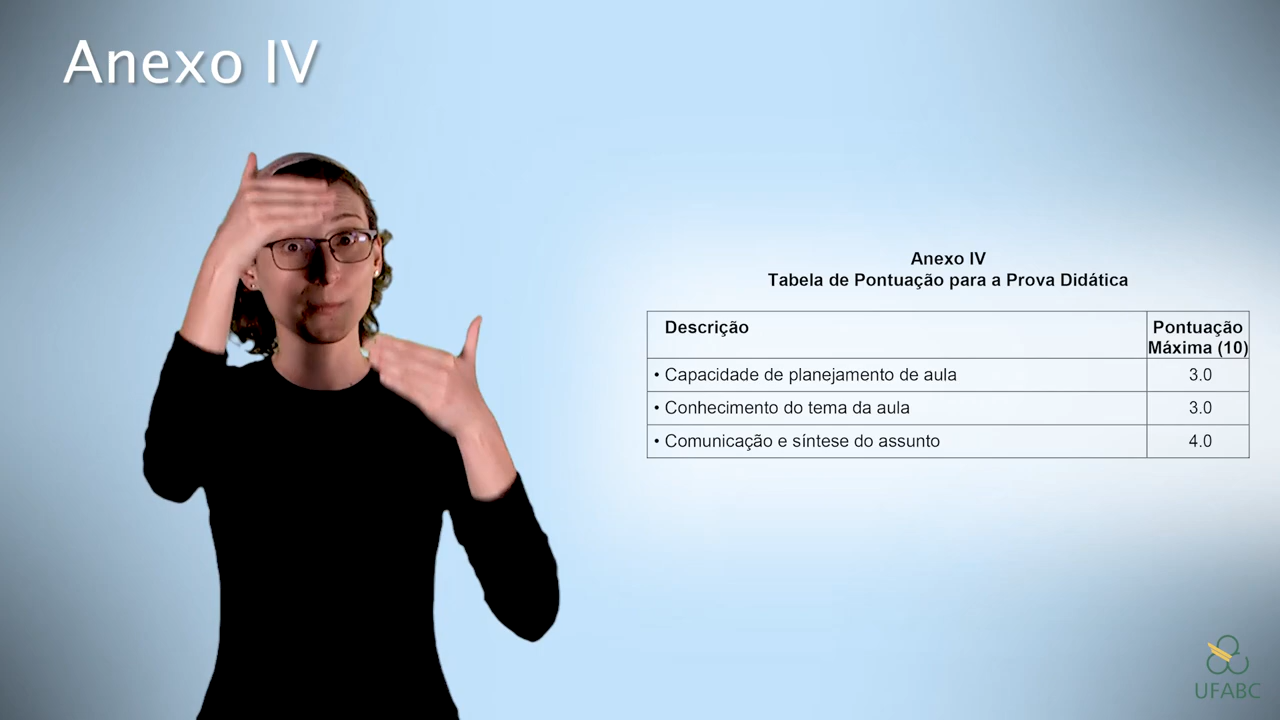 Anexo IV
Anexo IV
Tabela de Pontuação para a Prova Didática
Descrição
Pontuação
Máxima (10)
• Capacidade de planejamento de aula 3.0
• Conhecimento do tema da aula 3.0
• Comunicação e síntese do assunto 4.0
UFABC